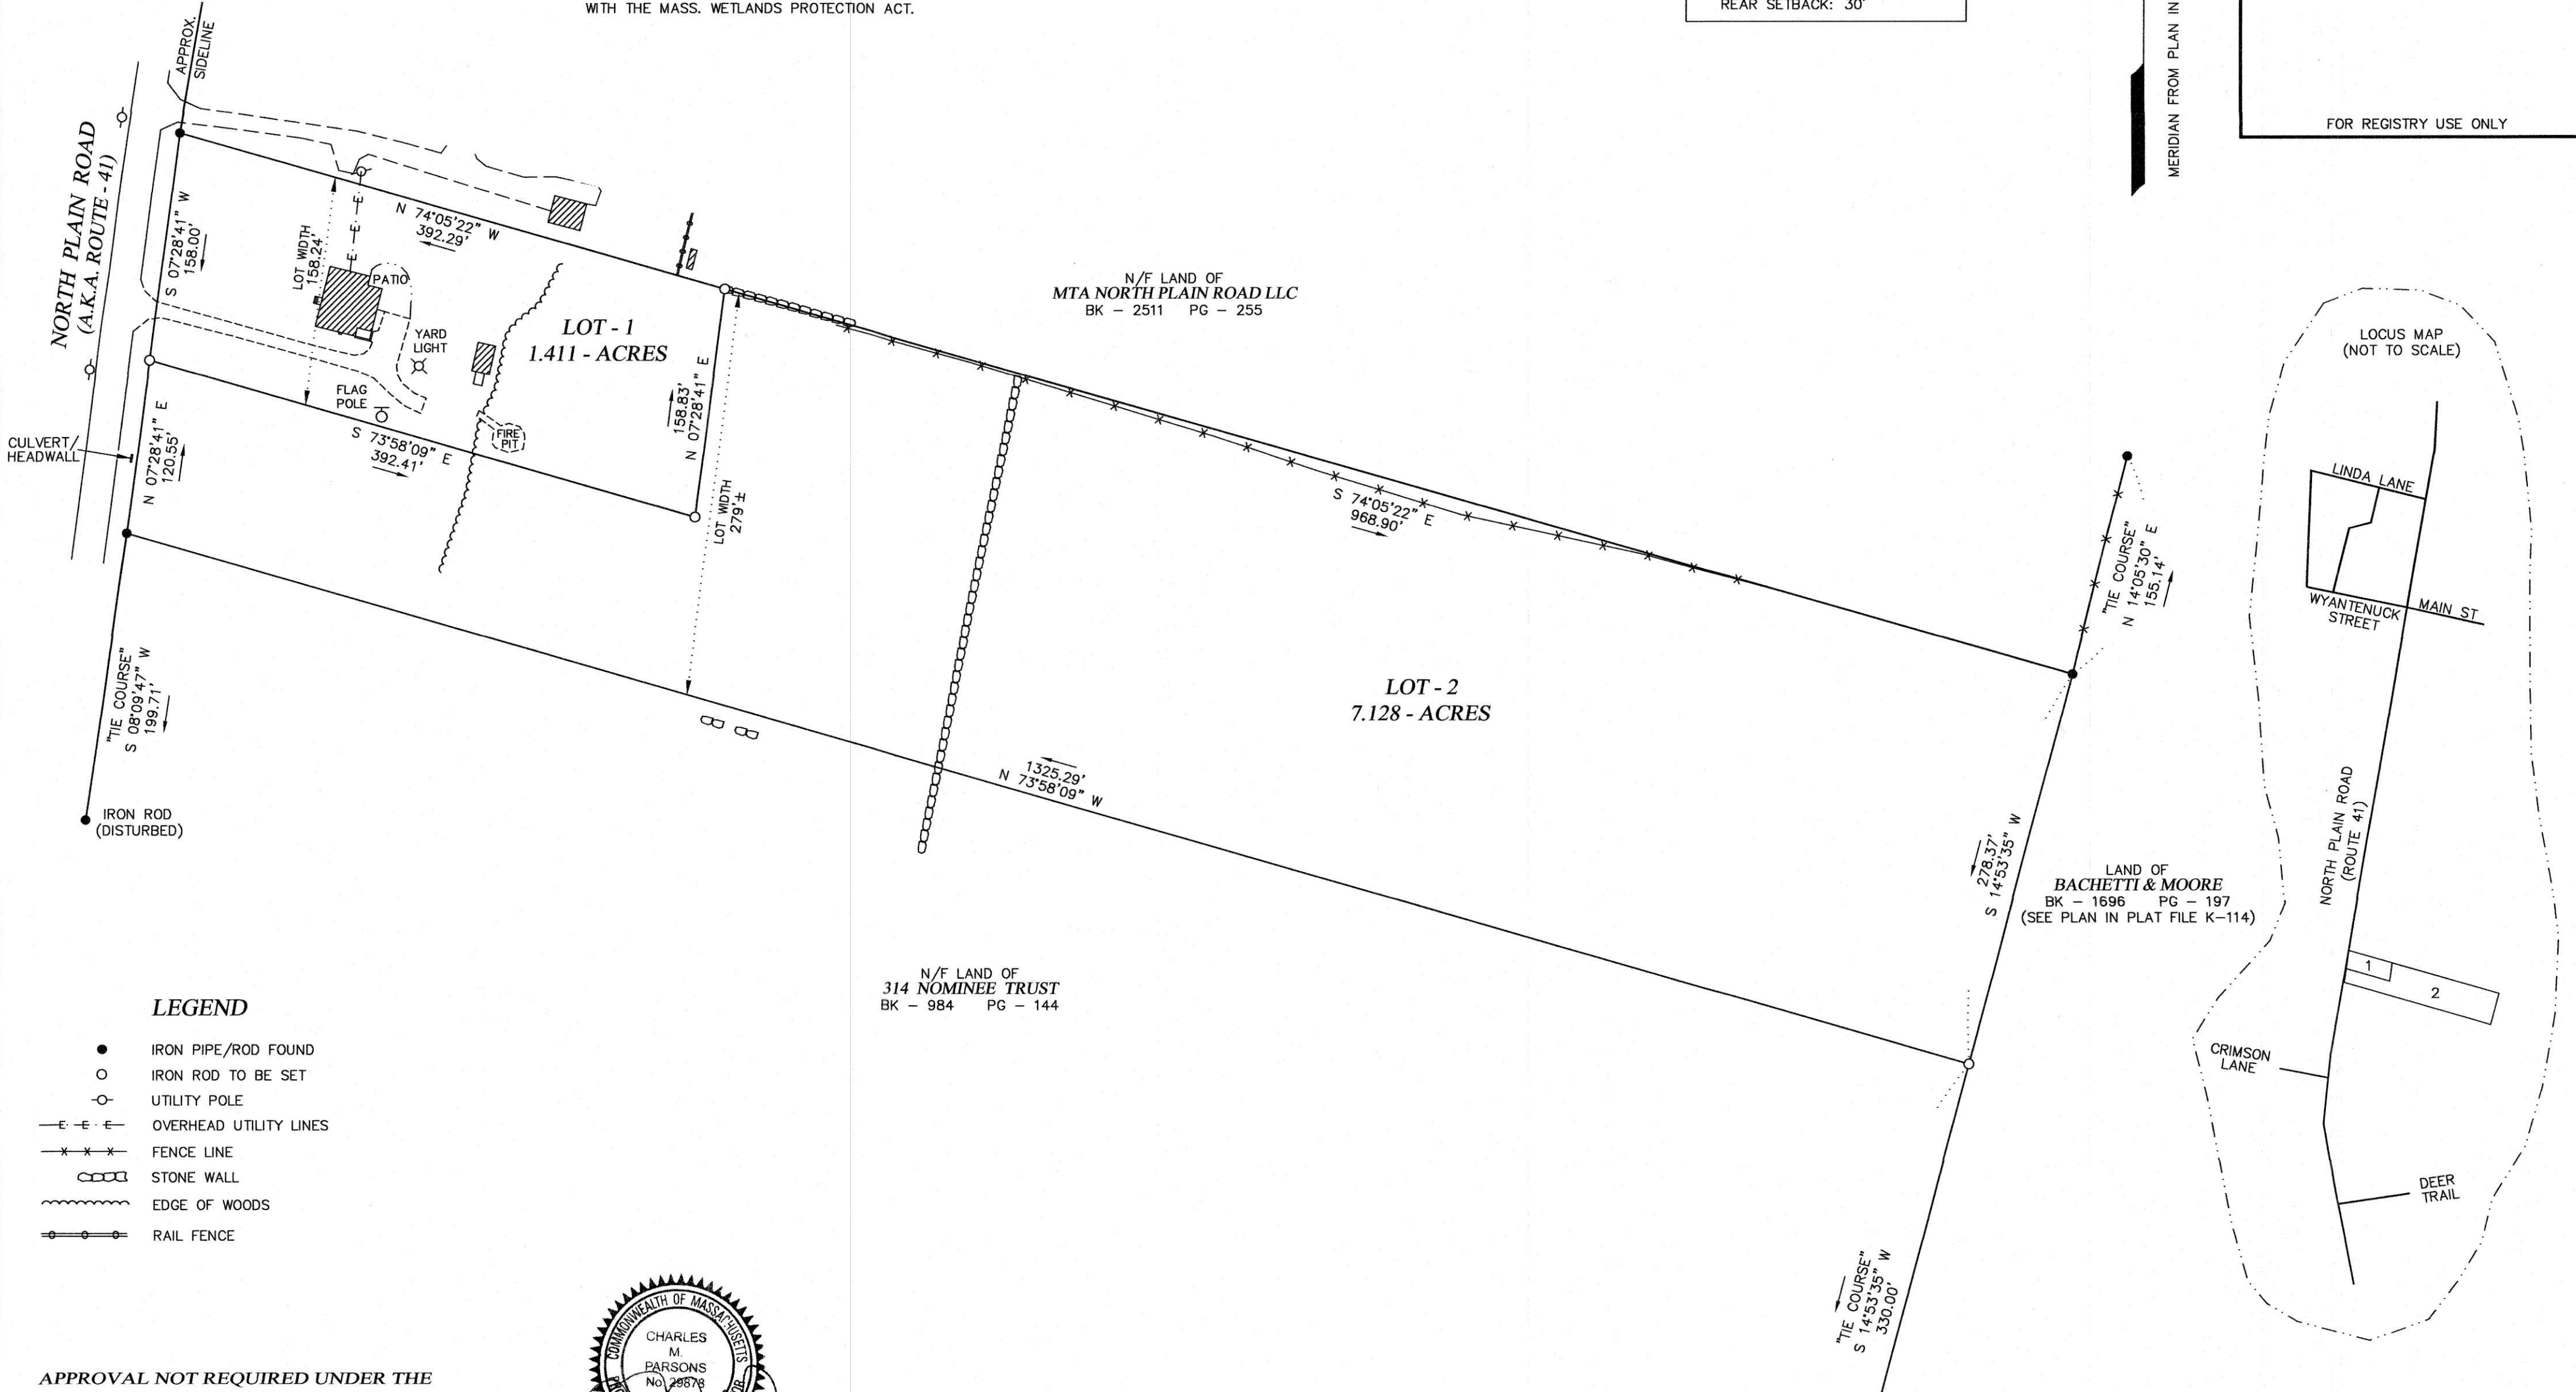 WITH THE MASS. WETLANDS PROTECTION ACT.
REAR SETBACK: 30'
MERIDIAN FROM PLAN IN
FOR REGISTRY USE ONLY
APPROX.
SIDELINE
NORTH PLAIN ROAD
(A.K.A. ROUTE - 41)
S 07°28'41" W
158.00'
LOT WIDTH
158.24'
E
E
E
N 74°05'22" W
392.29'
PATIO
YARD
LIGHT
FLAG
POLE
FIRE
PIT
LOT - 1
1.411 - ACRES
158.83'
N 07°28'41" E
S 73°58'09" E
392.41'
CULVERT/
HEADWALL
N 07°28'41" E
120.55'
LOT WIDTH
279'±
N/F LAND OF
MTA NORTH PLAIN ROAD LLC
BK - 2511 PG - 255
S 74°05'22" E
968.90'
"TIE COURSE"
N 14°05'30" E
155.14'
"TIE COURSE"
S 08°09'47" W
199.71'
IRON ROD
(DISTURBED)
LOT - 2
7.128 - ACRES
1325.29'
N 73°58'09" W
278.37'
S 14°53'35" W
LAND OF
BACHETTI & MOORE
BK - 1696 PG - 197
(SEE PLAN IN PLAT FILE K-114)
N/F LAND OF
314 NOMINEE TRUST
BK - 984 PG - 144
"TIE COURSE"
S 14°53'35" W
330.00'
LOCUS MAP
(NOT TO SCALE)
LINDA LANE
WYANTENUCK
STREET
MAIN ST
NORTH PLAIN ROAD
(ROUTE 41)
1
2
CRIMSON
LANE
DEER
TRAIL
LEGEND
IRON PIPE/ROD FOUND
IRON ROD TO BE SET
UTILITY POLE
E E E OVERHEAD UTILITY LINES
X X X FENCE LINE
STONE WALL
EDGE OF WOODS
RAIL FENCE
APPROVAL NOT REQUIRED UNDER THE
COMMONWEALTH OF MASSACHUSETTS
CHARLES
M.
PARSONS
No. 29878